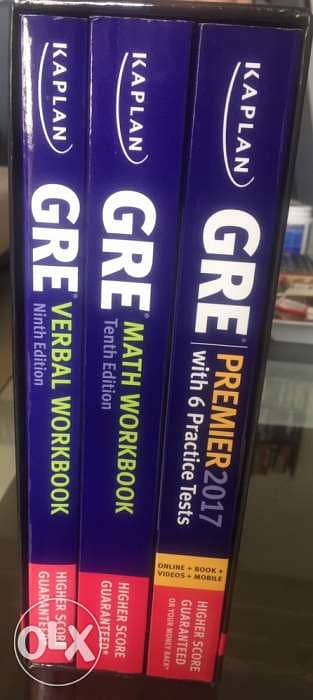 KAPLAN
GRE®
VERBAL WORKBOOK
Ninth Edition
HIGHER SCORE
GUARANTEED*
KAPLAN
GRE®
MATH WORKBOOK
Tenth Edition
HIGHER SCORE
GUARANTEED*
KAPLAN
GRE®
PREMIER 2017
with 6 Practice Tests
ONLINE + BOOK +
VIDEOS + MOBILE
HIGHER SCORE
GUARANTEED
OR YOUR MONEY BACK*
OLX